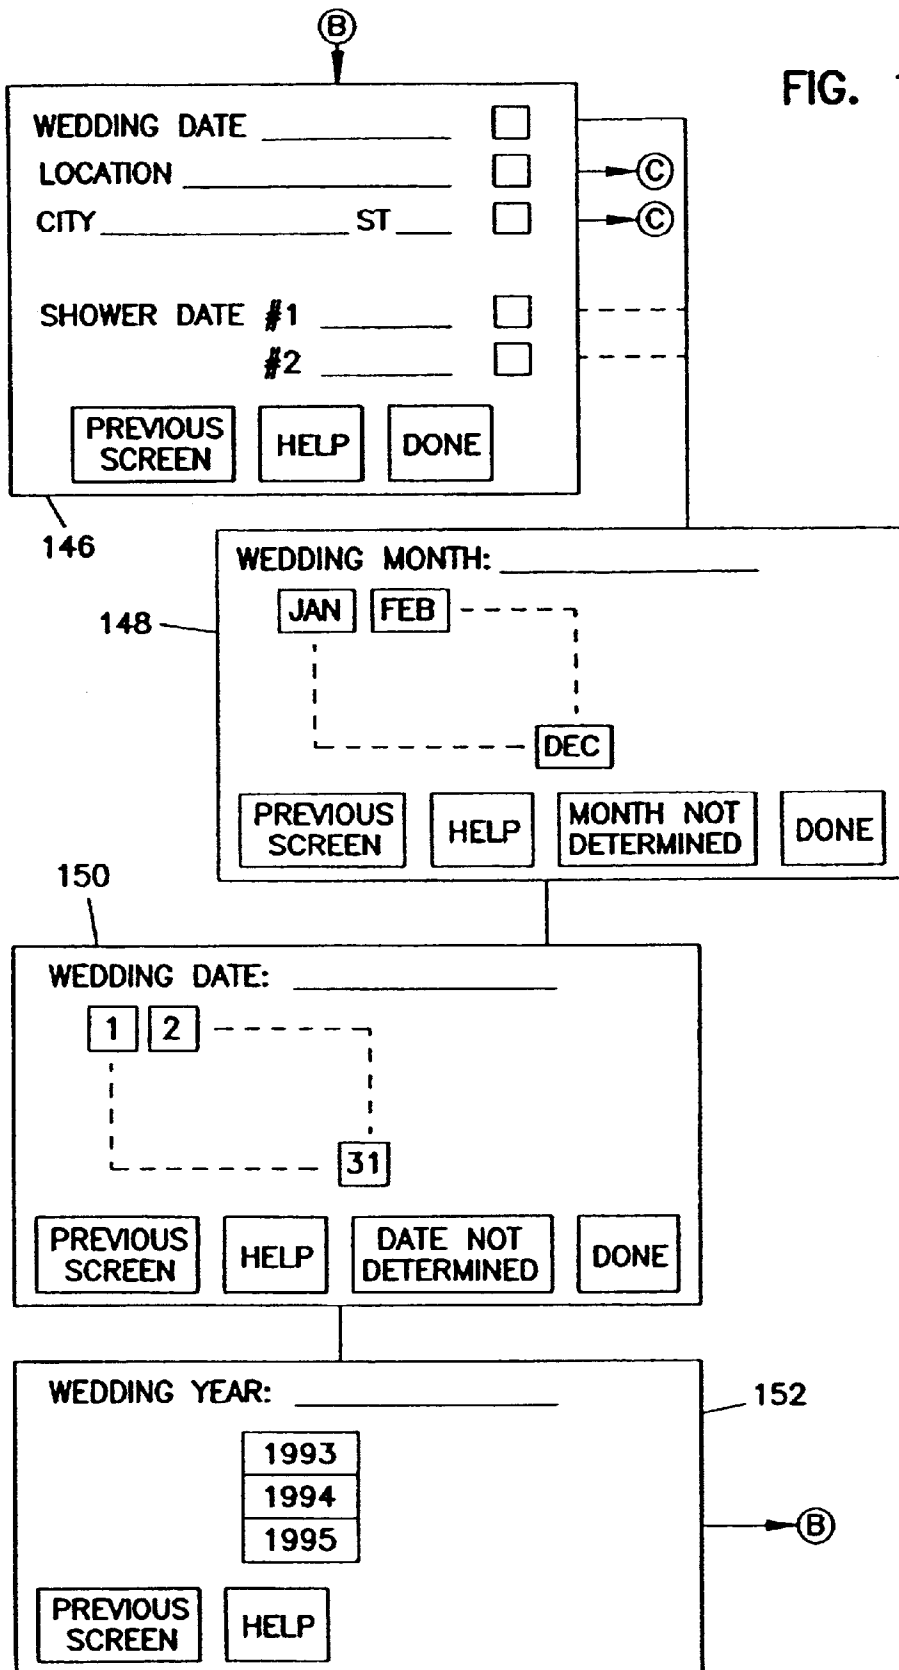 B
FIG. 1
WEDDING DATE
LOCATION
C
CITY ST
C
SHOWER DATE #1
#2
PREVIOUS SCREEN
HELP
DONE
146
WEDDING MONTH:
148
JAN FEB
DEC
PREVIOUS SCREEN
HELP
MONTH NOT DETERMINED
DONE
150
WEDDING DATE:
1 2
31
PREVIOUS SCREEN
HELP
DATE NOT DETERMINED
DONE
WEDDING YEAR:
152
1993
1994
1995
B
PREVIOUS SCREEN
HELP